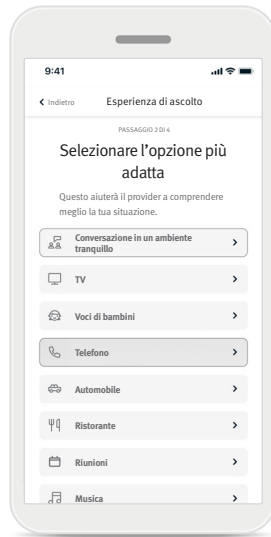 9:41
Indietro Esperienza di ascolto
PASSAGGIO 2 DI 4
Selezionare l'opzione più
adatta
Questo aiuterà il provider a comprendere
meglio la tua situazione.
Conversazione in un ambiente
tranquillo
TV
Voci di bambini
Telefono
Automobile
Ristorante
Riunioni
Musica